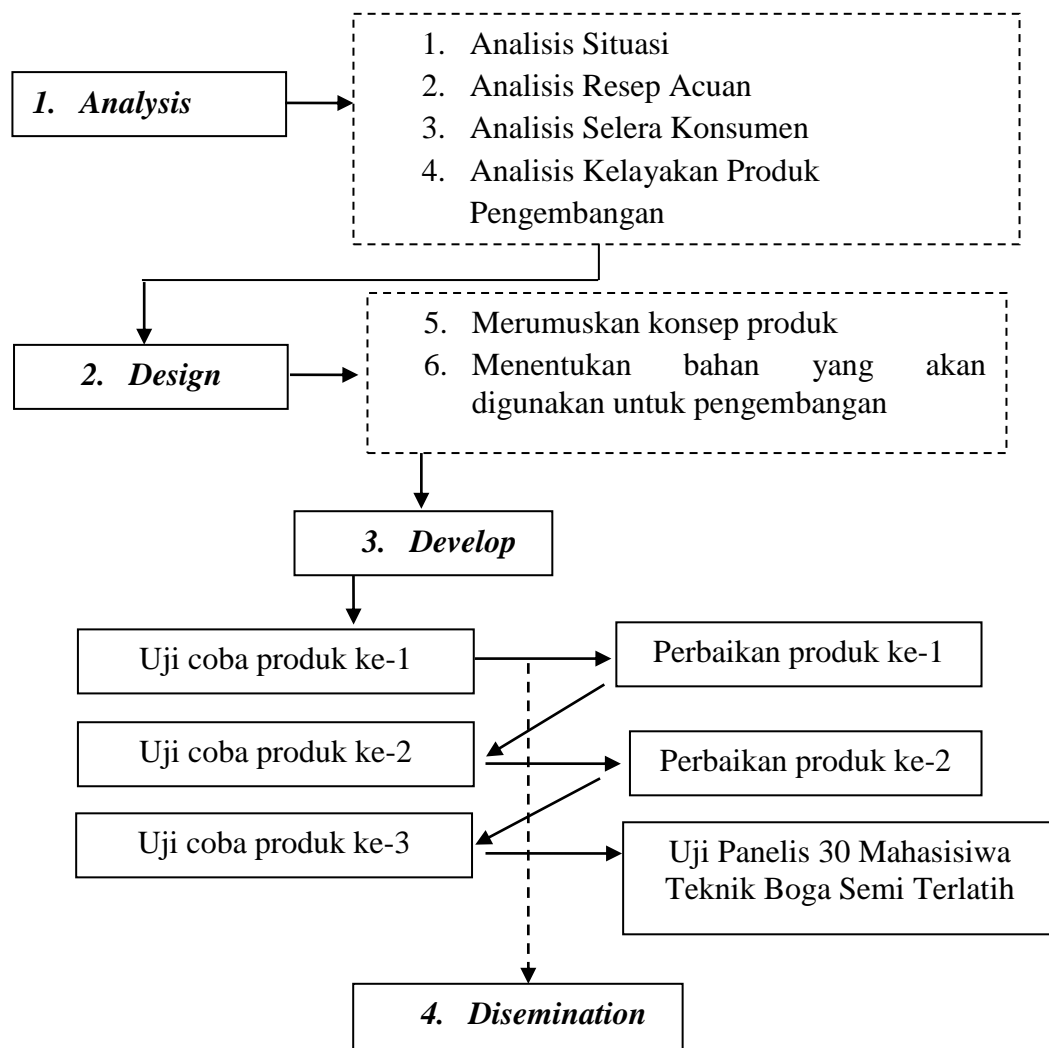 1. Analysis
1. Analisis Situasi
2. Analisis Resep Acuan
3. Analisis Selera Konsumen
4. Analisis Kelayakan Produk
Pengembangan
2. Design
5. Merumuskan konsep produk
6. Menentukan bahan yang akan
digunakan untuk pengembangan
3. Develop
Uji coba produk ke-1
Perbaikan produk ke-1
Uji coba produk ke-2
Perbaikan produk ke-2
Uji coba produk ke-3
Uji Panelis 30 Mahasisiwa
Teknik Boga Semi Terlatih
4. Disemination